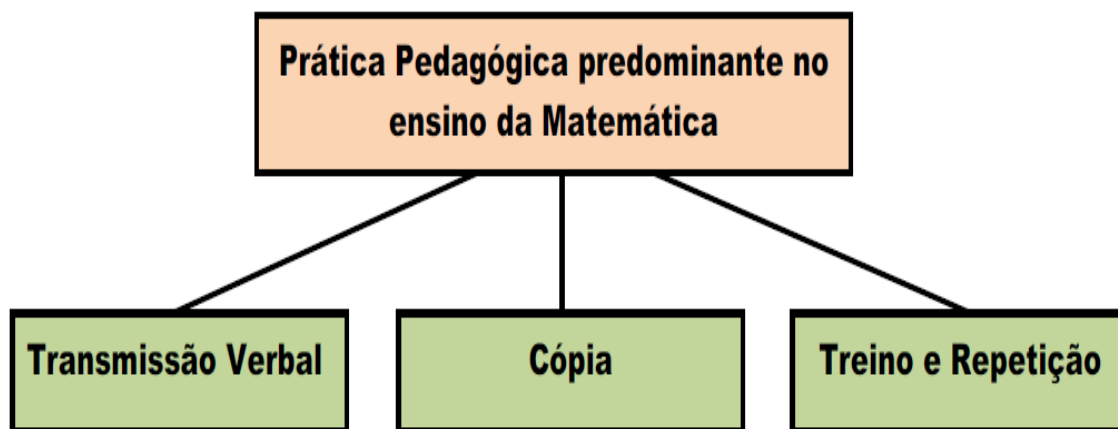 Prática Pedagógica predominante no
ensino da Matemática
Transmissão Verbal
Cópia
Treino e Repetição